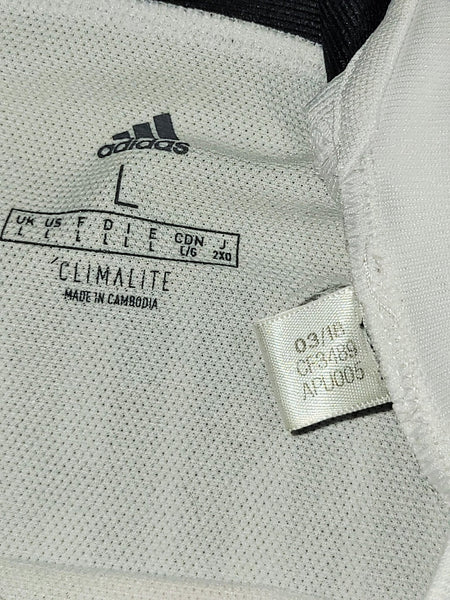 adidas
L
UK US F D I E CDN J
L L L L L L L/G 2XO
CLIMALITE
MADE IN CAMBODIA
03/18
CF3489
APU005